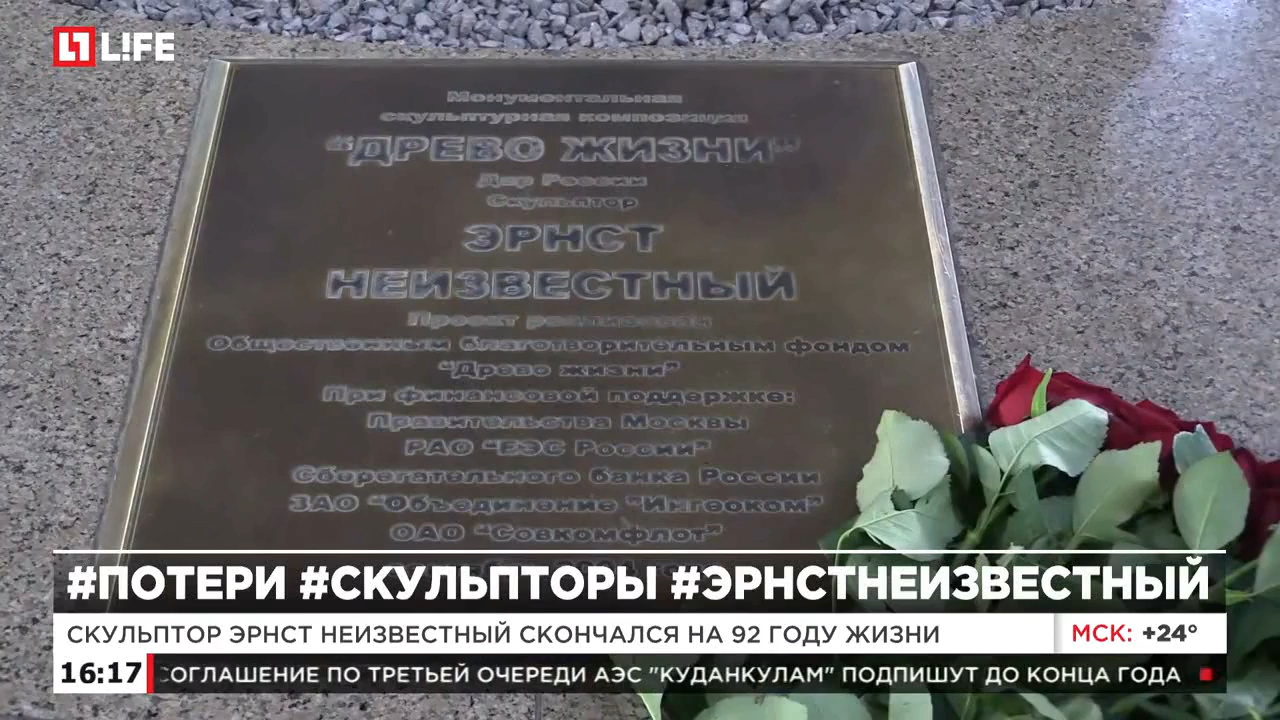 LIFE
Монументальная
скульптурная композиция
“ДРЕВО ЖИЗНИ”
Дар России
Скульптор
ЭРНСТ
НЕИЗВЕСТНЫЙ
Проект реализован
Общественным благотворительным фондом
“Древо жизни”
При финансовой поддержке:
Правительства Москвы
РАО “ЕЭС России”
Сберегательного банка России
ЗАО “Объединение “Ингеоком”
ОАО “Совкомфлот”
#ПОТЕРИ #СКУЛЬПТОРЫ #ЭРНСТНЕИЗВЕСТНЫЙ
СКУЛЬПТОР ЭРНСТ НЕИЗВЕСТНЫЙ СКОНЧАЛСЯ НА 92 ГОДУ ЖИЗНИ МСК: +24°
16:17 СОГЛАШЕНИЕ ПО ТРЕТЬЕЙ ОЧЕРЕДИ АЭС "КУДАНКУЛАМ" ПОДПИШУТ ДО КОНЦА ГОДА